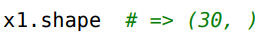 x1.shape  # => (30, )